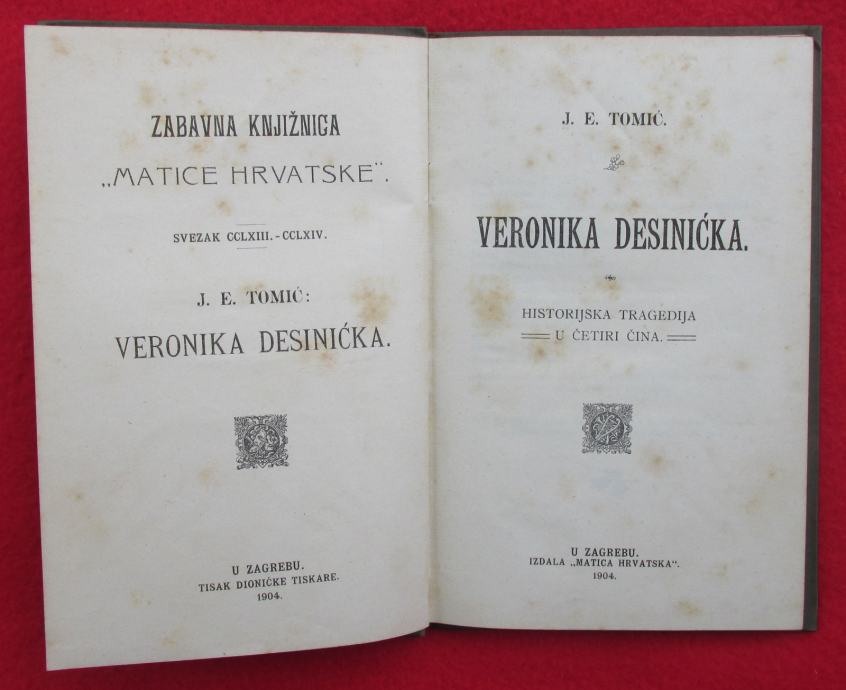 ZABAVNA KNJIŽNICA
„MATICE HRVATSKE“.
SVEZAK CCLXIII.-CCLXIV.
J. E. TOMIĆ:
VERONIKA DESINIĆKA.
U ZAGREBU.
TISAK DIONIČKE TISKARE.
1904.
J. E. TOMIĆ.
VERONIKA DESINIĆKA.
HISTORIJSKA TRAGEDIJA
U ČETIRI ČINA.
U ZAGREBU.
IZDALA „MATICA HRVATSKA“.
1904.